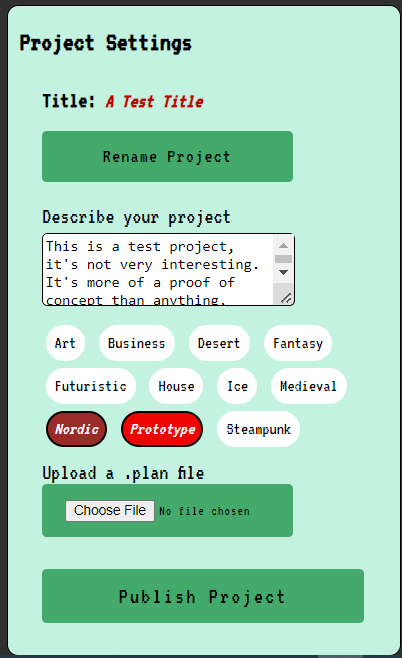 Project Settings
Title: A Test Title
Rename Project
Describe your project
This is a test project,
it's not very interesting.
It's more of a proof of
concept than anything.
Art Business Desert Fantasy
Futuristic House Ice Medieval
Nordic Prototype Steampunk
Upload a .plan file
Choose File No file chosen
Publish Project